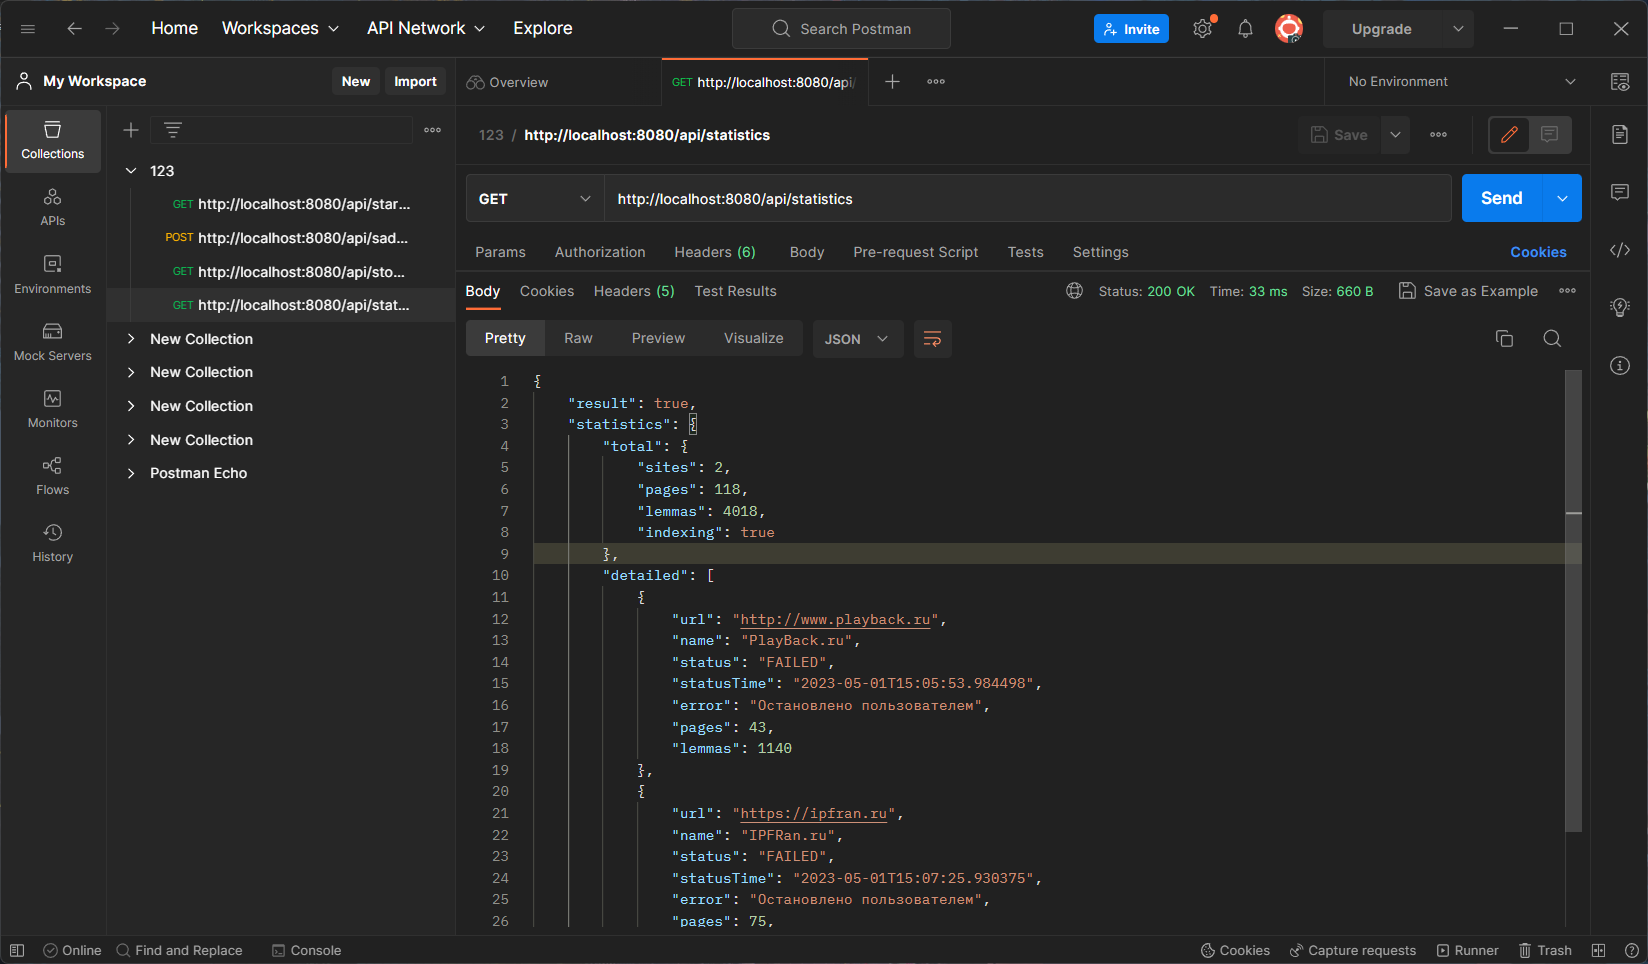 Home Workspaces API Network Explore Search Postman Invite Upgrade
My Workspace New Import Overview GET http://localhost:8080/api/ No Environment
123 / http://localhost:8080/api/statistics Save
Collections
APIs
Environments
Mock Servers
Monitors
Flows
History
123
GET http://localhost:8080/api/star...
POST http://localhost:8080/api/sad...
GET http://localhost:8080/api/sto...
GET http://localhost:8080/api/stat...
New Collection
New Collection
New Collection
New Collection
Postman Echo
GET http://localhost:8080/api/statistics Send
Params Authorization Headers (6) Body Pre-request Script Tests Settings Cookies
Body Cookies Headers (5) Test Results Status: 200 OK Time: 33 ms Size: 660 B Save as Example
Pretty Raw Preview Visualize JSON
1 {
2 "result": true,
3 "statistics": {
4 "total": {
5 "sites": 2,
6 "pages": 118,
7 "lemmas": 4018,
8 "indexing": true
9 },
10 "detailed": [
11 {
12 "url": "http://www.playback.ru",
13 "name": "PlayBack.ru",
14 "status": "FAILED",
15 "statusTime": "2023-05-01T15:05:53.984498",
16 "error": "Остановлено пользователем",
17 "pages": 43,
18 "lemmas": 1140
19 },
20 {
21 "url": "https://ipfran.ru",
22 "name": "IPFRan.ru",
23 "status": "FAILED",
24 "statusTime": "2023-05-01T15:07:25.930375",
25 "error": "Остановлено пользователем",
26 "pages": 75,
Online Find and Replace Console Cookies Capture requests Runner Trash